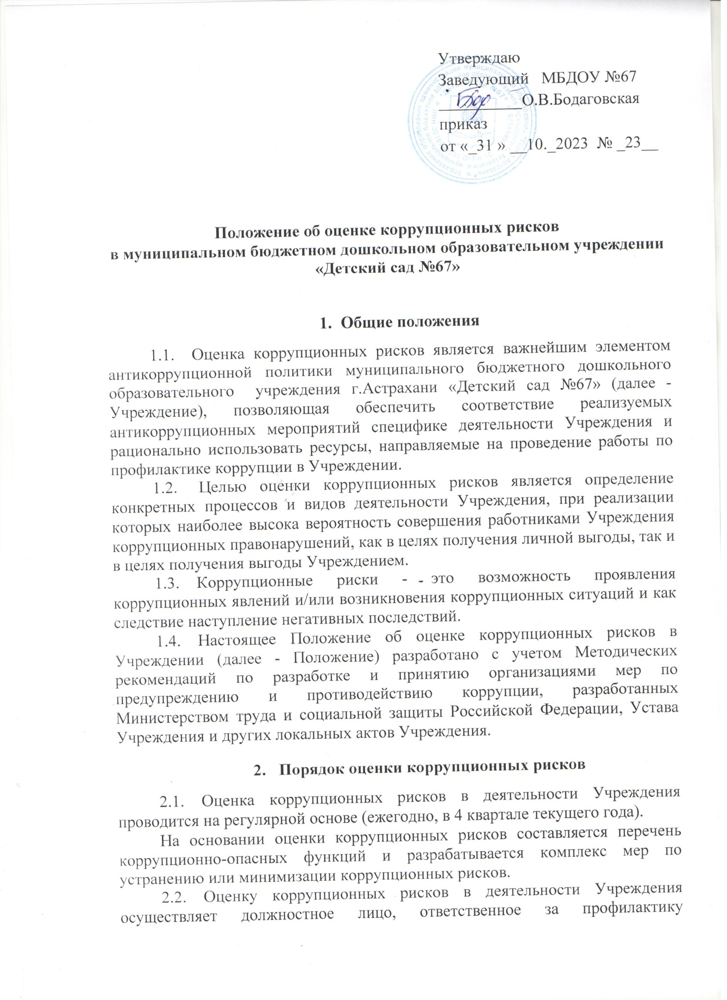 Утверждаю
Заведующий МБДОУ №67
____________О.В.Бодаговская
приказ
от «_31 » __10._2023 № _23__
Положение об оценке коррупционных рисков
в муниципальном бюджетном дошкольном образовательном учреждении
«Детский сад №67»
1. Общие положения
1.1. Оценка коррупционных рисков является важнейшим элементом
антикоррупционной политики муниципального бюджетного дошкольного
образовательного учреждения г.Астрахани «Детский сад №67» (далее -
Учреждение), позволяющая обеспечить соответствие реализуемых
антикоррупционных мероприятий специфике деятельности Учреждения и
рационально использовать ресурсы, направляемые на проведение работы по
профилактике коррупции в Учреждении.
1.2. Целью оценки коррупционных рисков является определение
конкретных процессов и видов деятельности Учреждения, при реализации
которых наиболее высока вероятность совершения работниками Учреждения
коррупционных правонарушений, как в целях получения личной выгоды, так и
в целях получения выгоды Учреждением.
1.3. Коррупционные риски - - это возможность проявления
коррупционных явлений и/или возникновения коррупционных ситуаций и как
следствие наступление негативных последствий.
1.4. Настоящее Положение об оценке коррупционных рисков в
Учреждении (далее - Положение) разработано с учетом Методических
рекомендаций по разработке и принятию организациями мер по
предупреждению и противодействию коррупции, разработанных
Министерством труда и социальной защиты Российской Федерации, Устава
Учреждения и других локальных актов Учреждения.
2. Порядок оценки коррупционных рисков
2.1. Оценка коррупционных рисков в деятельности Учреждения
проводится на регулярной основе (ежегодно, в 4 квартале текущего года).
На основании оценки коррупционных рисков составляется перечень
коррупционно-опасных функций и разрабатывается комплекс мер по
устранению или минимизации коррупционных рисков.
2.2. Оценку коррупционных рисков в деятельности Учреждения
осуществляет должностное лицо, ответственное за профилактику